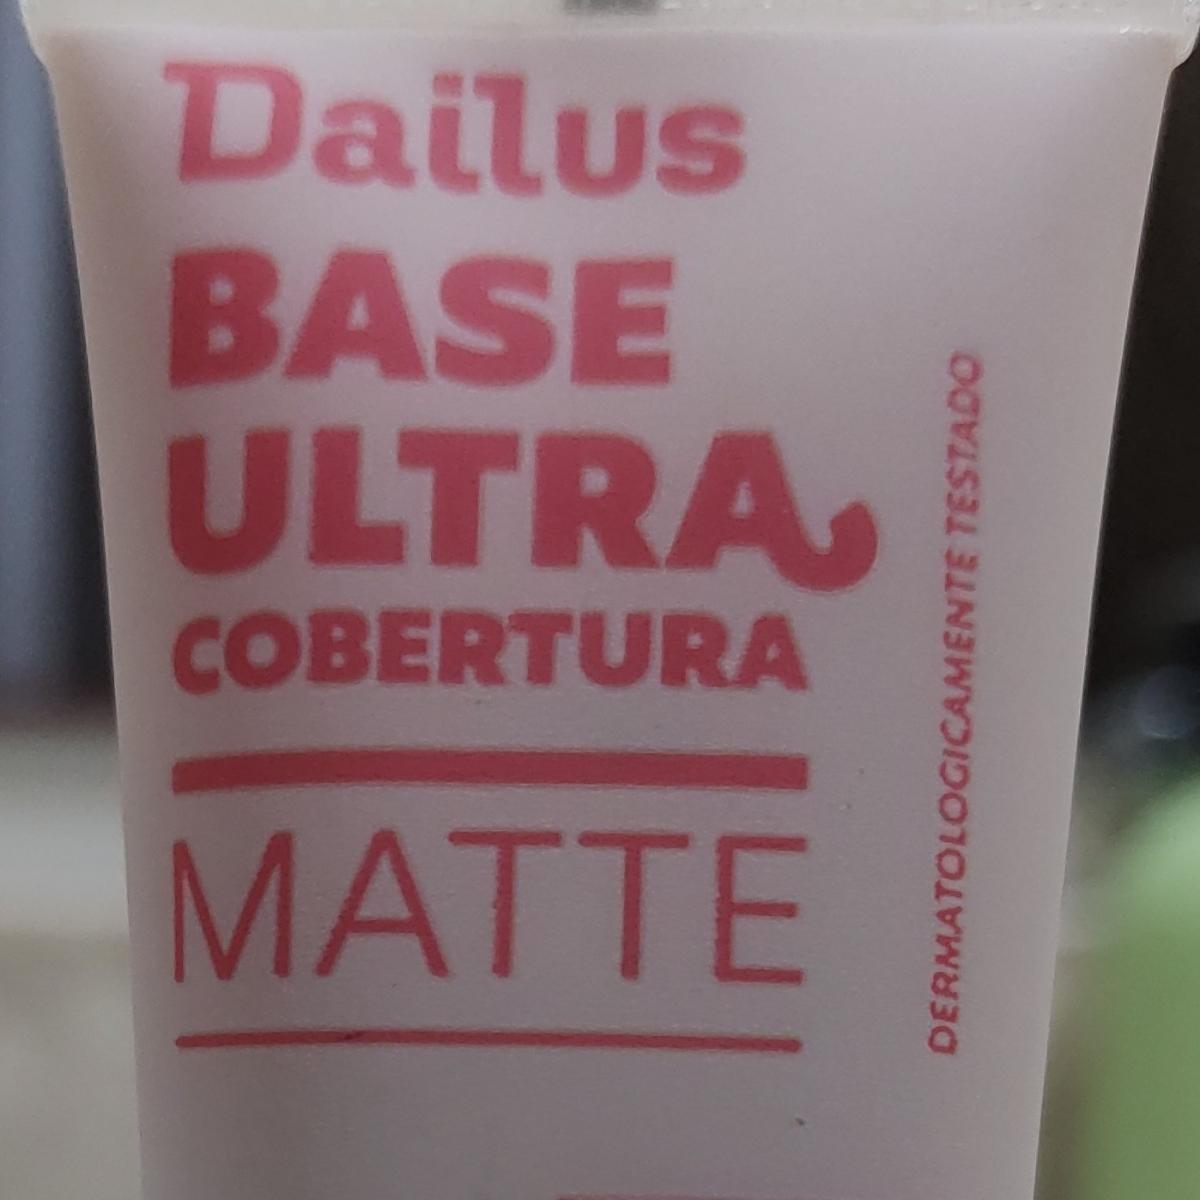 Dailus
BASE
ULTRA
COBERTURA
MATTE
DERMATOLOGICAMENTE TESTADO